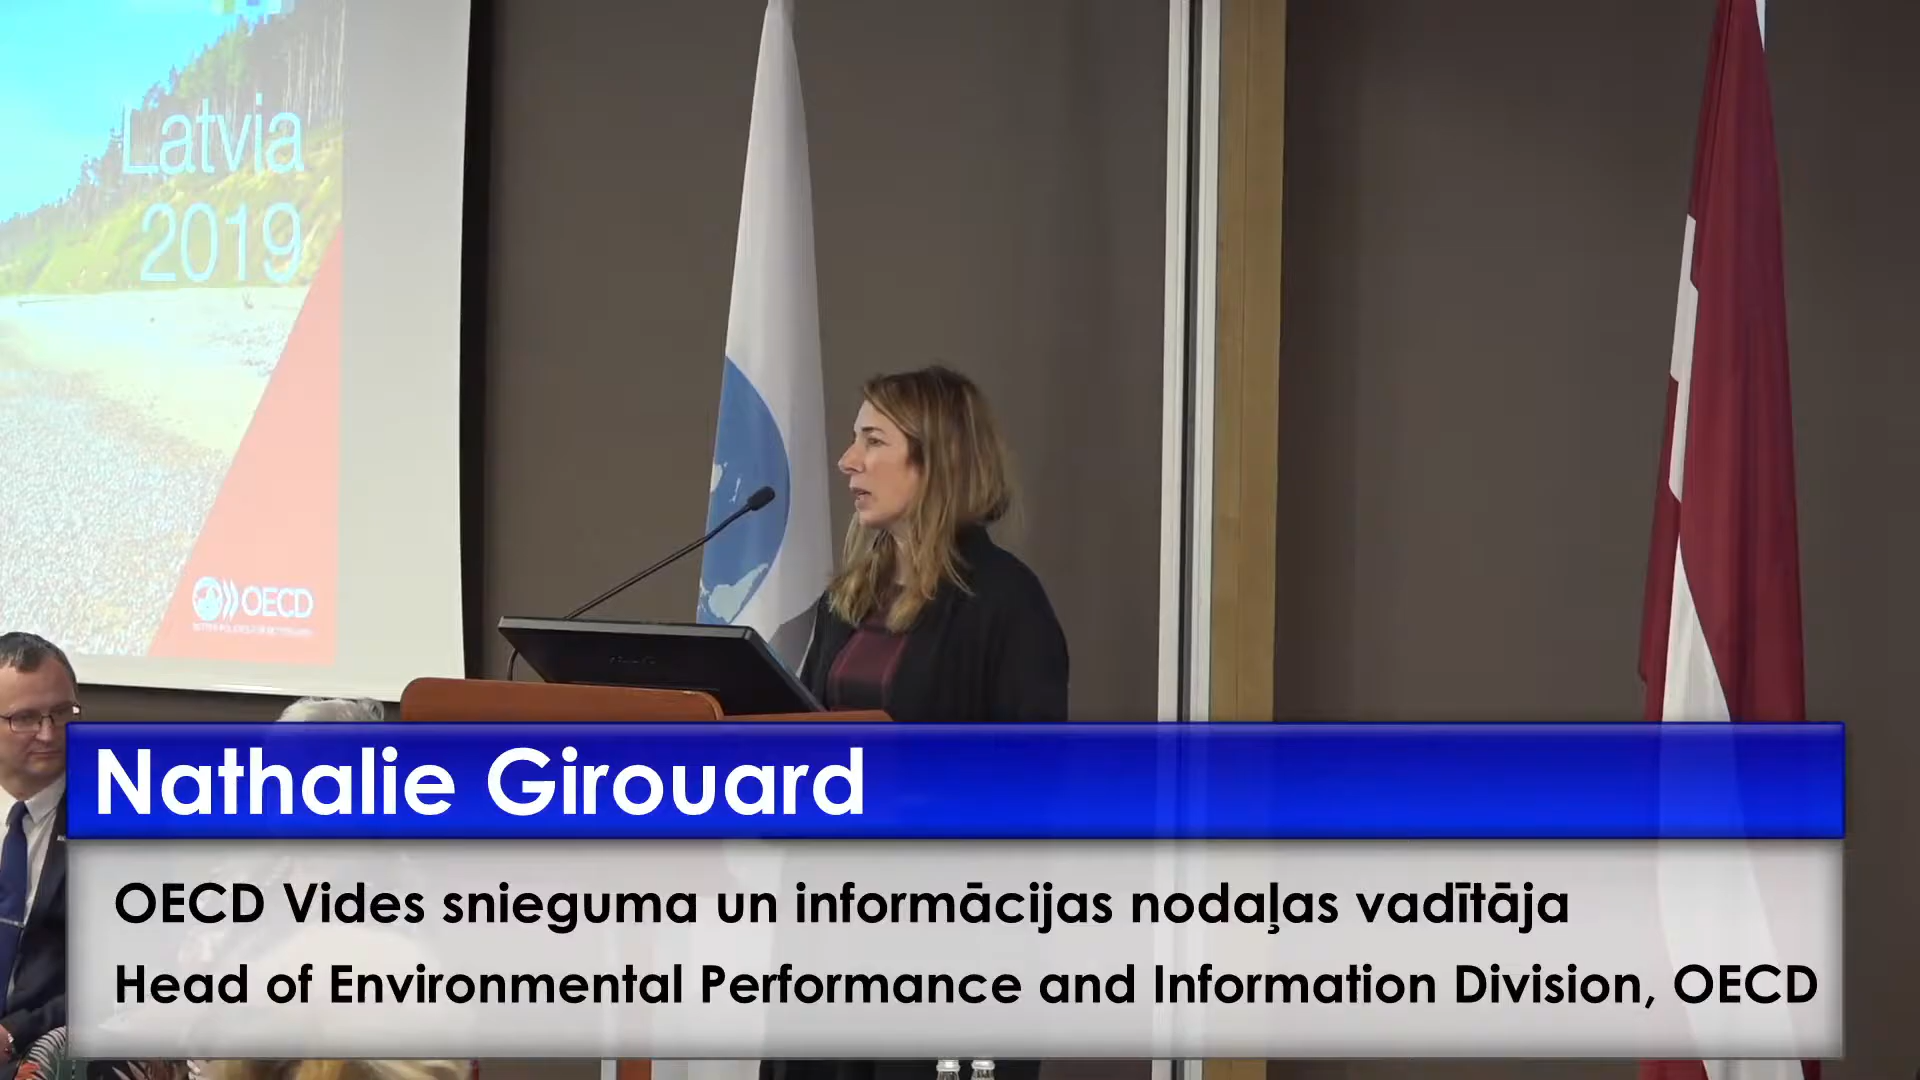 Latvia
2019
OECD
Nathalie Girouard
OECD Vides snieguma un informācijas nodaļas vadītāja
Head of Environmental Performance and Information Division, OECD